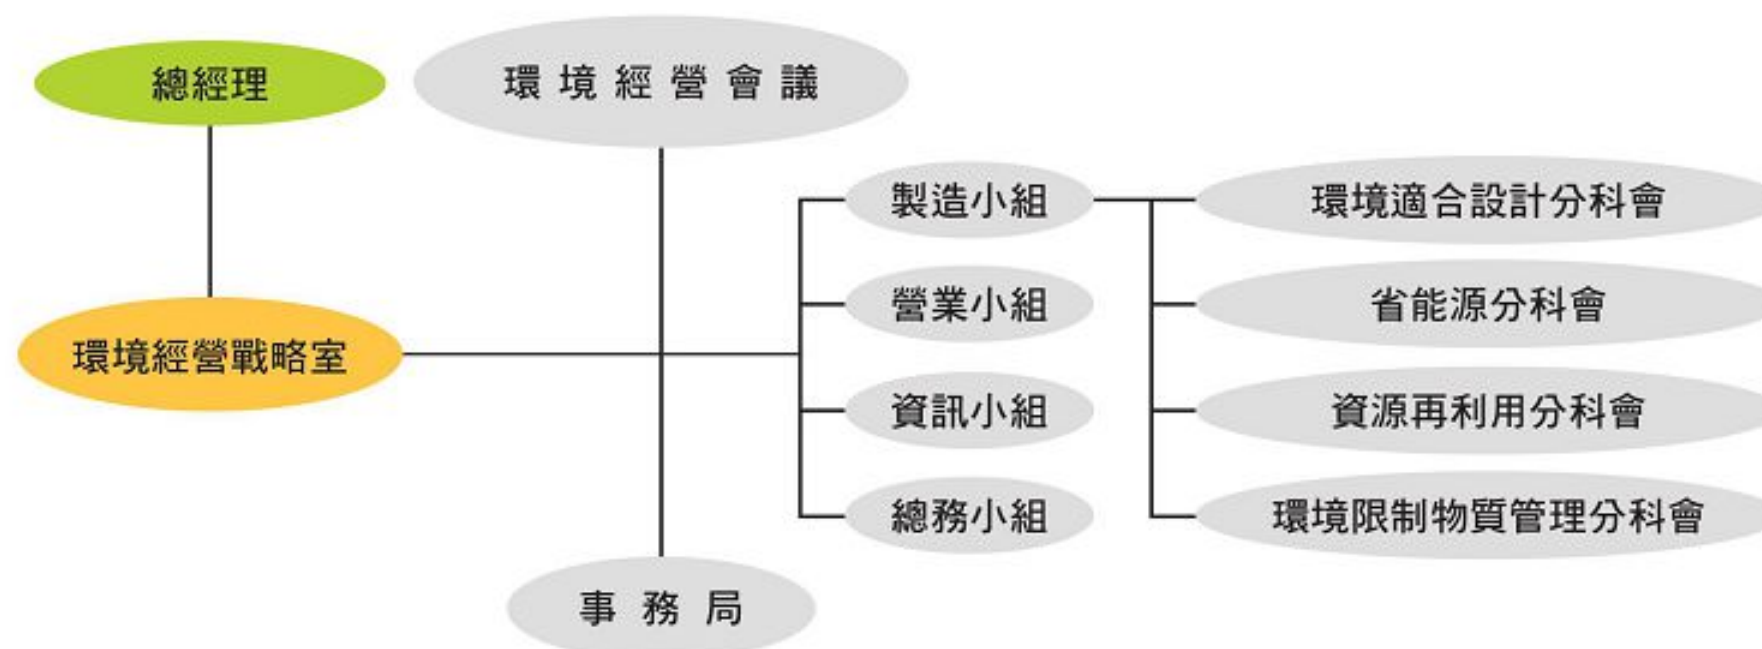 總經理
環境經營會議
製造小組
環境適合設計分科會
營業小組
省能源分科會
環境經營戰略室
資訊小組
資源再利用分科會
總務小組
環境限制物質管理分科會
事務局